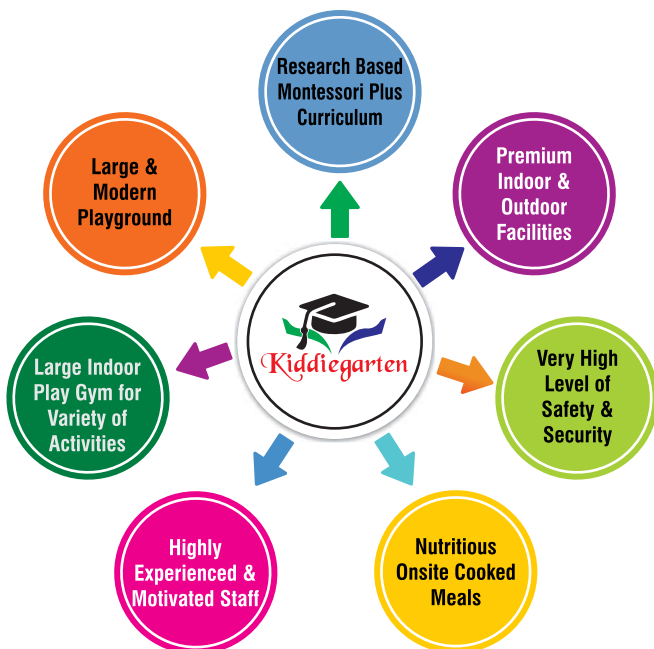 Research Based
Montessori Plus
Curriculum
Large &
Modern
Playground
Premium
Indoor &
Outdoor
Facilities
Kiddiegarten
Large Indoor
Play Gym for
Variety of
Activities
Very High
Level of
Safety &
Security
Highly
Experienced &
Motivated Staff
Nutritious
Onsite Cooked
Meals